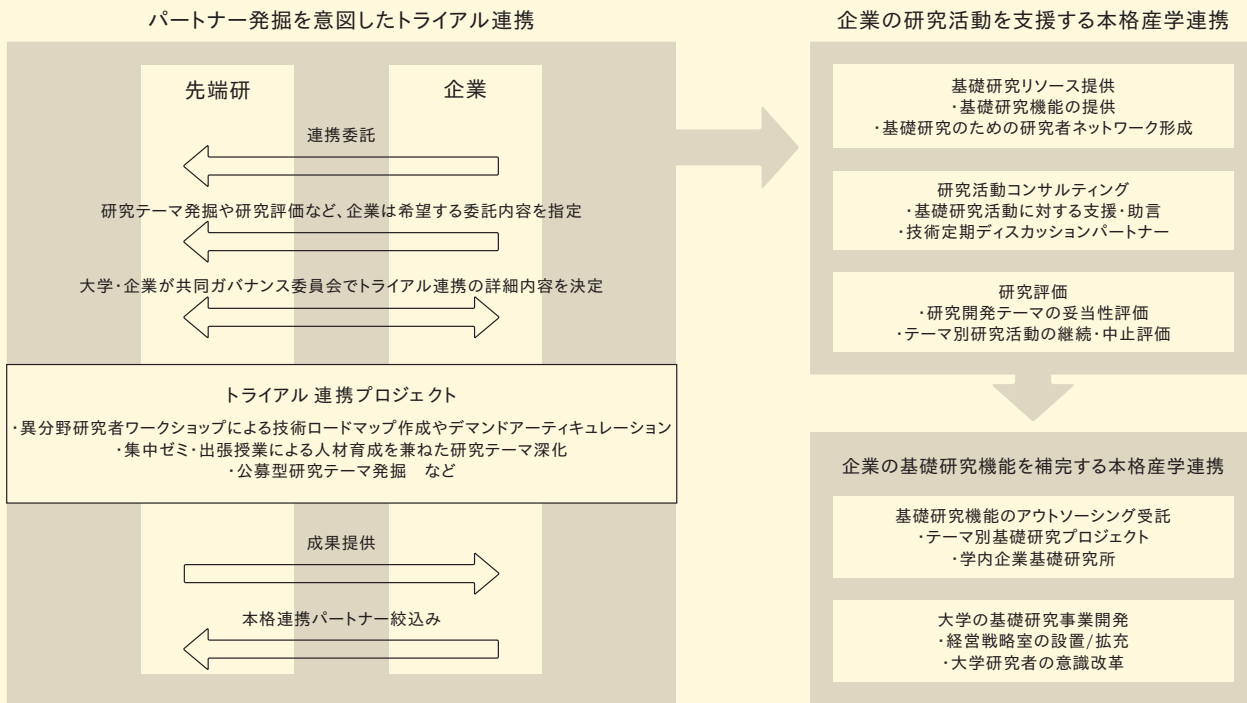 パートナー発掘を意図したトライアル連携
先端研
企業
連携委託
研究テーマ発掘や研究評価など、企業は希望する委託内容を指定
大学・企業が共同ガバナンス委員会でトライアル連携の詳細内容を決定
トライアル 連携プロジェクト
・異分野研究者ワークショップによる技術ロードマップ作成やデマンドアーティキュレーション
・集中ゼミ・出張授業による人材育成を兼ねた研究テーマ深化
・公募型研究テーマ発掘　など
成果提供
本格連携パートナー絞込み
企業の研究活動を支援する本格産学連携
基礎研究リソース提供
・基礎研究機能の提供
・基礎研究のための研究者ネットワーク形成
研究活動コンサルティング
・基礎研究活動に対する支援・助言
・技術定期ディスカッションパートナー
研究評価
・研究開発テーマの妥当性評価
・テーマ別研究活動の継続・中止評価
企業の基礎研究機能を補完する本格産学連携
基礎研究機能のアウトソーシング受託
・テーマ別基礎研究プロジェクト
・学内企業基礎研究所
大学の基礎研究事業開発
・経営戦略室の設置/拡充
・大学研究者の意識改革